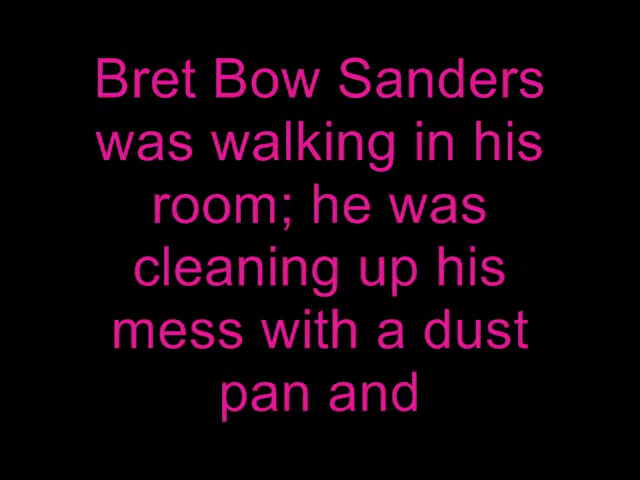 Bret Bow Sanders
was walking in his
room; he was
cleaning up his
mess with a dust
pan and